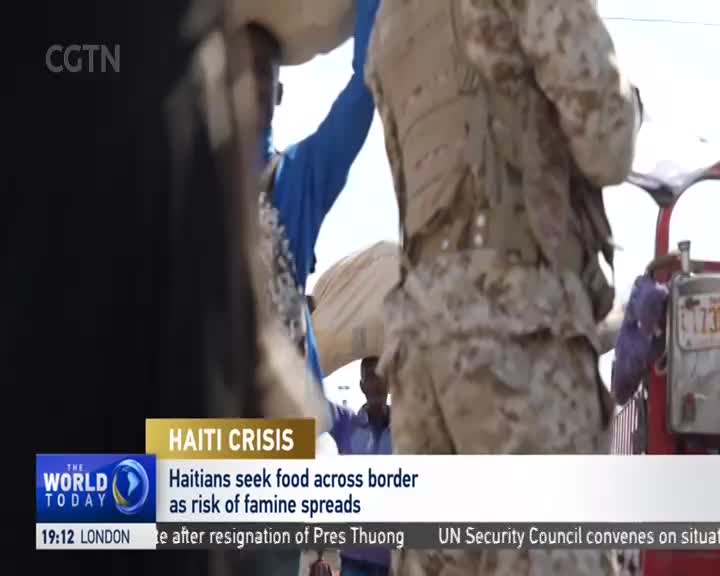 CGTN
HAITI CRISIS
Haitians seek food across border
as risk of famine spreads
THE
WORLD
TODAY
19:12 LONDON
after resignation of Pres Thuong UN Security Council convenes on